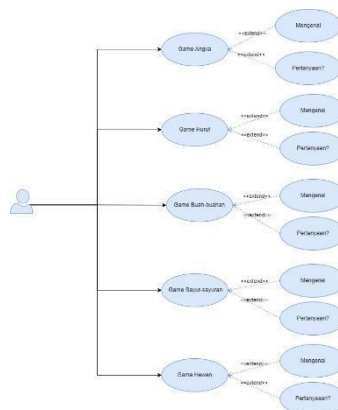 Mengenal
<<extend>>
Game Angka
<<extend>>
Pertanyaan?
Mengenal
<<extend>>
Game Huruf
<<extend>>
Pertanyaan?
Mengenal
<<extend>>
Game Buah-buahan
<<extend>>
Pertanyaan?
Mengenal
<<extend>>
Game Sayur-sayuran
<<extend>>
Pertanyaan?
Mengenal
<<extend>>
Game Hewan
<<extend>>
Pertanyaan?